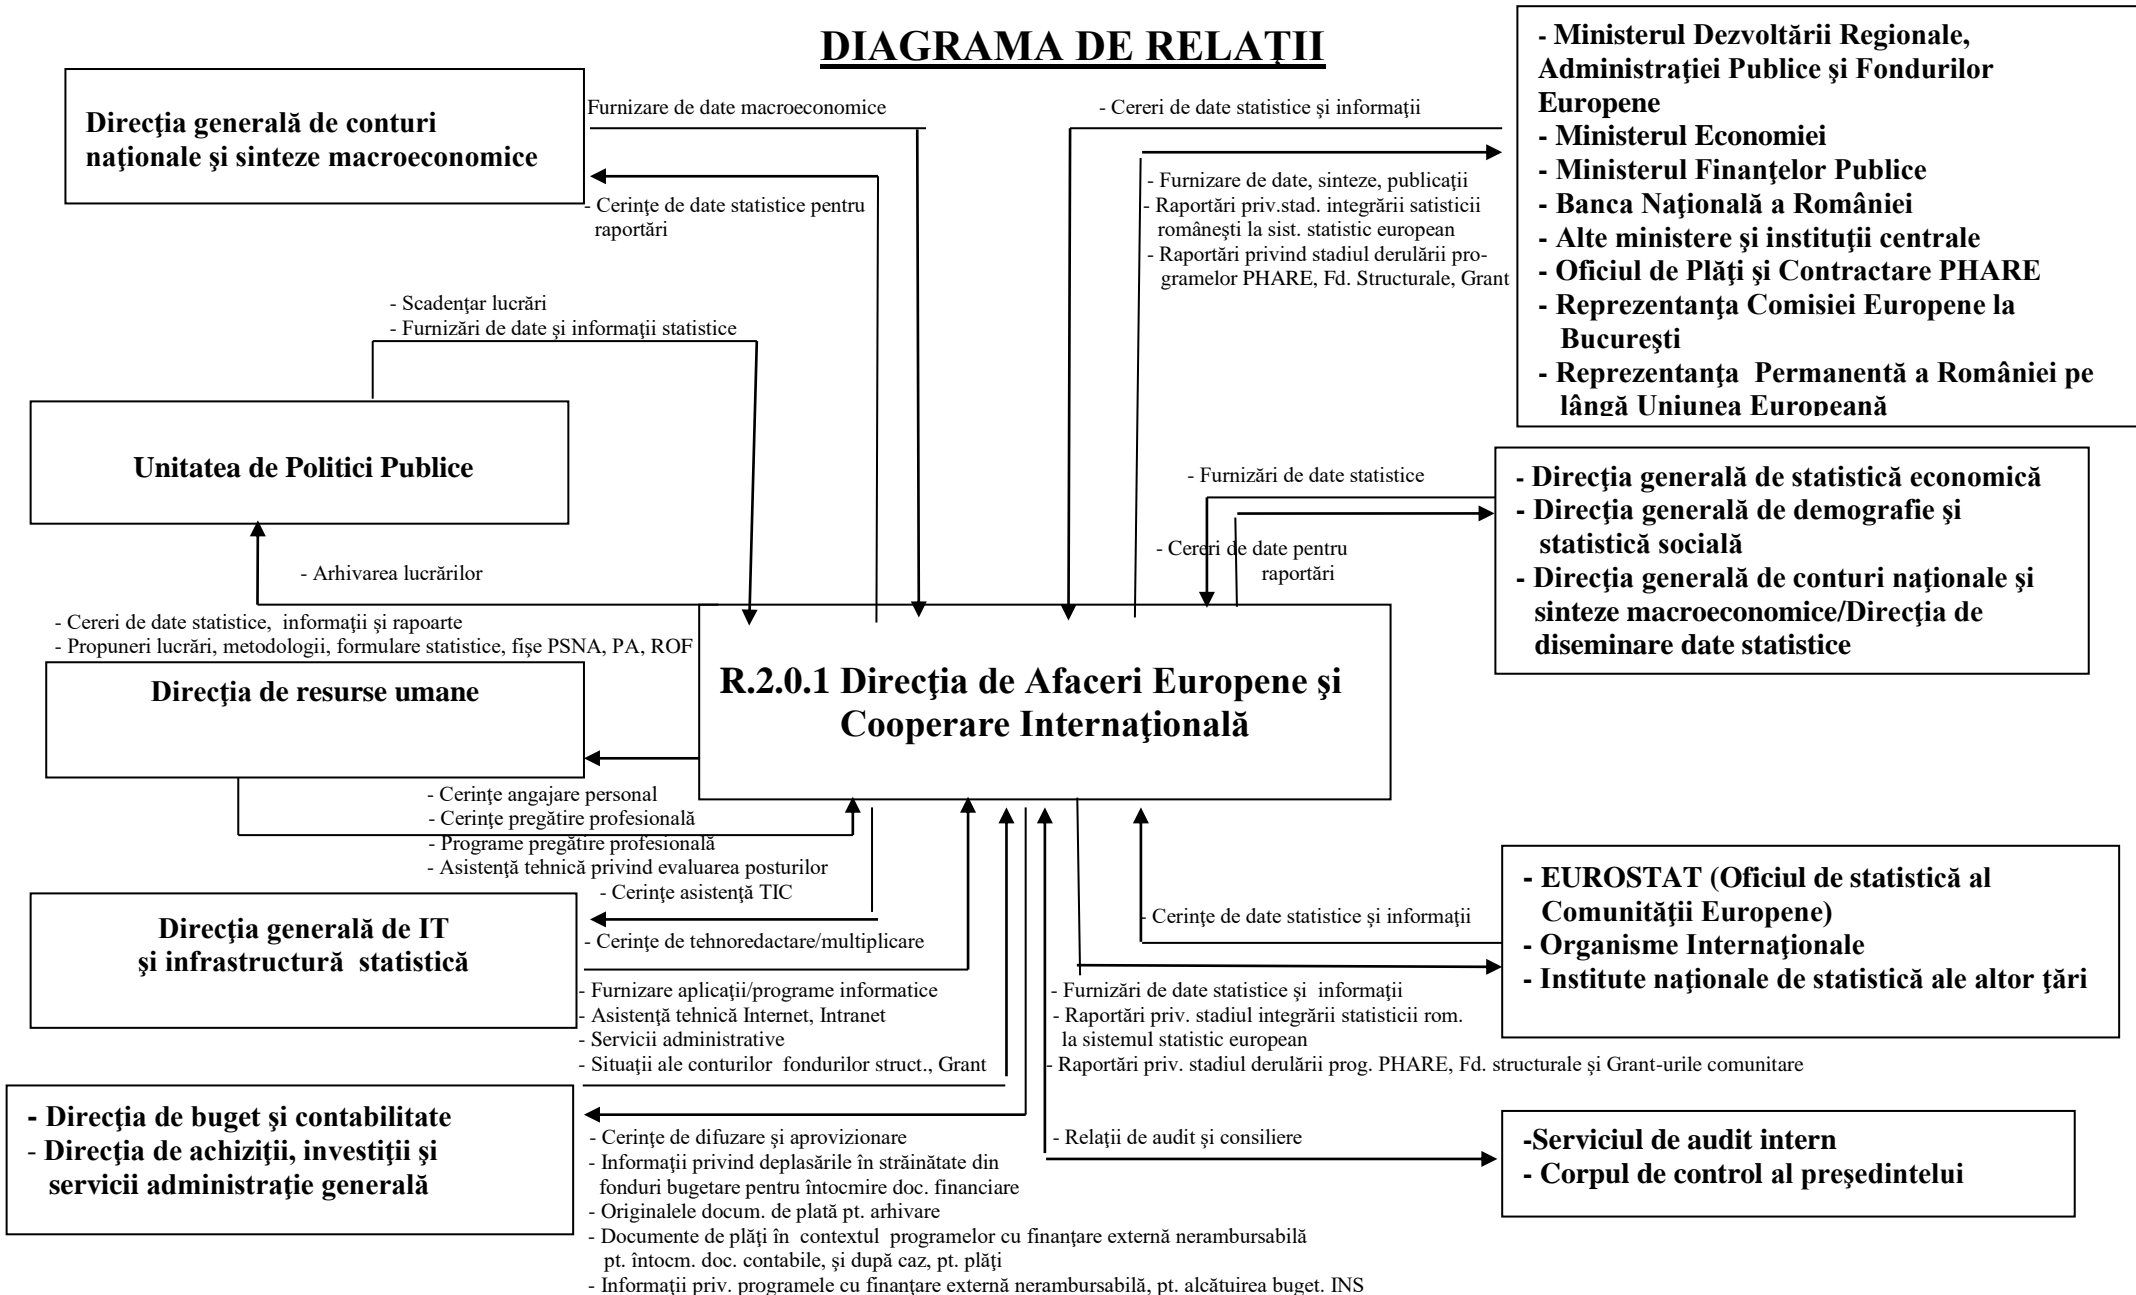 DIAGRAMA DE RELAŢII
Direcţia generală de conturi
naţionale şi sinteze macroeconomice
Furnizare de date macroeconomice
- Cerinţe de date statistice pentru
raportări
- Cereri de date statistice şi informaţii
- Furnizare de date, sinteze, publicaţii
- Raportări priv.stad. integrării satisticii
româneşti la sist. statistic european
- Raportări privind stadiul derulării pro-
gramelor PHARE, Fd. Structurale, Grant
- Ministerul Dezvoltării Regionale,
Administraţiei Publice şi Fondurilor
Europene
- Ministerul Economiei
- Ministerul Finanţelor Publice
- Banca Naţională a României
- Alte ministere şi instituţii centrale
- Oficiul de Plăţi şi Contractare PHARE
- Reprezentanţa Comisiei Europene la
Bucureşti
- Reprezentanţa Permanentă a României pe
lângă Uniunea Europeană
- Scadenţar lucrări
- Furnizări de date şi informaţii statistice
Unitatea de Politici Publice
- Arhivarea lucrărilor
- Cereri de date statistice, informaţii şi rapoarte
- Propuneri lucrări, metodologii, formulare statistice, fişe PSNA, PA, ROF
- Furnizări de date statistice
- Cereri de date pentru
raportări
- Direcţia generală de statistică economică
- Direcţia generală de demografie şi
statistică socială
- Direcţia generală de conturi naţionale şi
sinteze macroeconomice/Direcţia de
diseminare date statistice
Direcţia de resurse umane
R.2.0.1 Direcţia de Afaceri Europene şi
Cooperare Internaţională
- Cerinţe angajare personal
- Cerinţe pregătire profesională
- Programe pregătire profesională
- Asistenţă tehnică privind evaluarea posturilor
- Cerinţe asistenţă TIC
Direcţia generală de IT
şi infrastructură statistică
- Cerinţe de tehnoredactare/multiplicare
- Furnizare aplicaţii/programe informatice
- Asistenţă tehnică Internet, Intranet
- Servicii administrative
- Situaţii ale conturilor fondurilor struct., Grant
- Cerinţe de date statistice şi informaţii
- Furnizări de date statistice şi informaţii
- Raportări priv. stadiul integrării statisticii rom.
la sistemul statistic european
- Raportări priv. stadiul derulării prog. PHARE, Fd. structurale şi Grant-urile comunitare
- EUROSTAT (Oficiul de statistică al
Comunităţii Europene)
- Organisme Internaţionale
- Institute naţionale de statistică ale altor ţări
- Direcţia de buget şi contabilitate
- Direcţia de achiziţii, investiţii şi
servicii administraţie generală
- Cerinţe de difuzare şi aprovizionare
- Informaţii privind deplasările în străinătate din
fonduri bugetare pentru întocmire doc. financiare
- Originalele docum. de plată pt. arhivare
- Documente de plăţi în contextul programelor cu finanţare externă nerambursabilă
pt. întocm. doc. contabile, şi după caz, pt. plăţi
- Informaţii priv. programele cu finanţare externă nerambursabilă, pt. alcătuirea buget. INS
- Relaţii de audit şi consiliere
-Serviciul de audit intern
- Corpul de control al preşedintelui